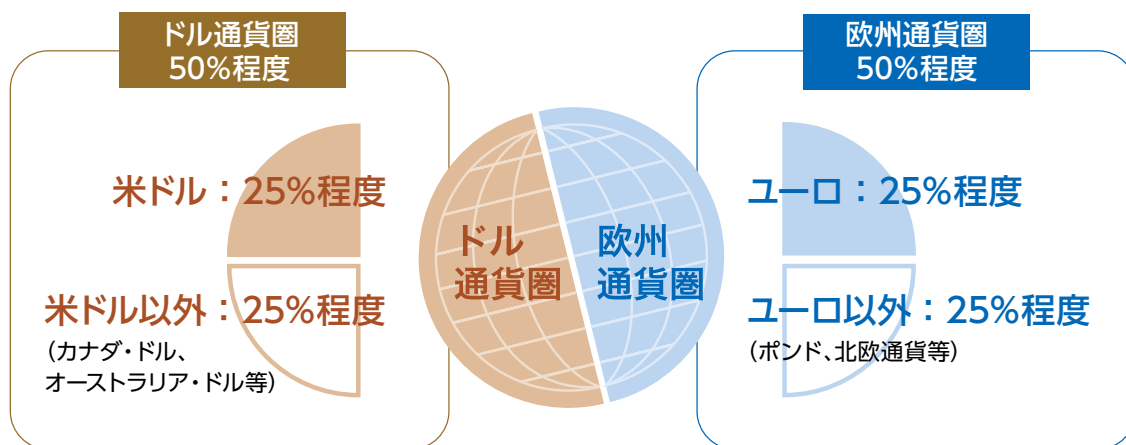 ドル通貨圏
50%程度
米ドル：25%程度
米ドル以外：25%程度
（カナダ・ドル、
オーストラリア・ドル等）
ドル
通貨圏
欧州
通貨圏
欧州通貨圏
50%程度
ユーロ：25%程度
ユーロ以外：25%程度
（ポンド、北欧通貨等）